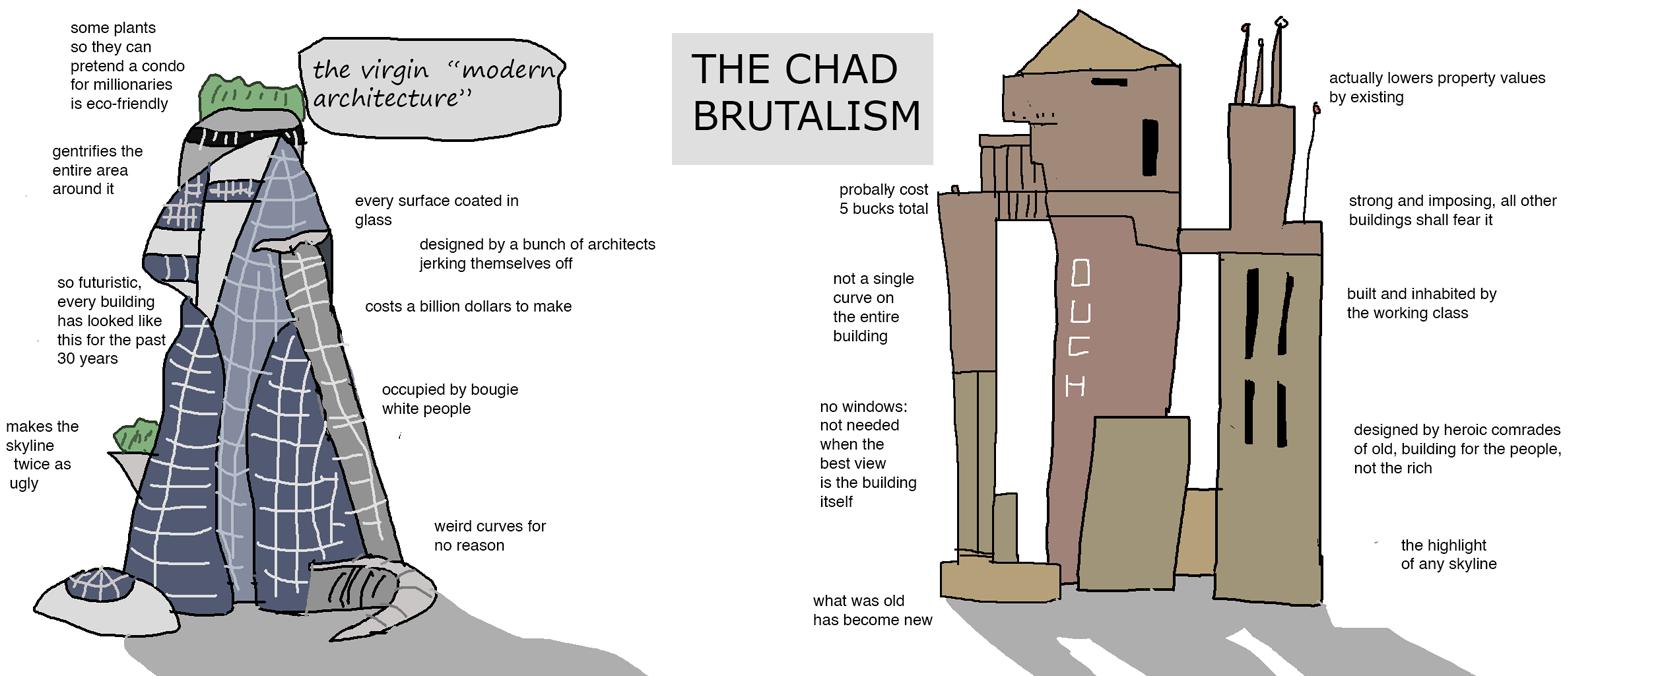 some plants
so they can
pretend a condo
for millionaries
is eco-friendly
the virgin "modern
architecture"
gentrifies the
entire area
around it
every surface coated in
glass
designed by a bunch of architects
jerking themselves off
so futuristic,
every building
has looked like
this for the past
30 years
costs a billion dollars to make
occupied by bougie
white people
makes the
skyline
twice as
ugly
weird curves for
no reason
THE CHAD
BRUTALISM
actually lowers property values
by existing
probally cost
5 bucks total
strong and imposing, all other
buildings shall fear it
not a single
curve on
the entire
building
O
U
C
H
built and inhabited by
the working class
no windows:
not needed
when the
best view
is the building
itself
designed by heroic comrades
of old, building for the people,
not the rich
the highlight
of any skyline
what was old
has become new